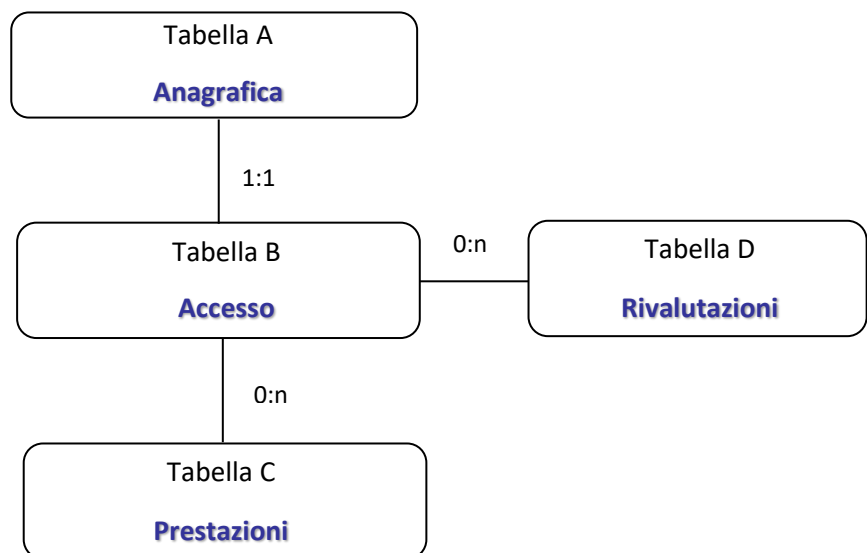 Tabella A
Anagrafica
1:1
Tabella B
Accesso
0:n
Tabella D
Rivalutazioni
0:n
Tabella C
Prestazioni